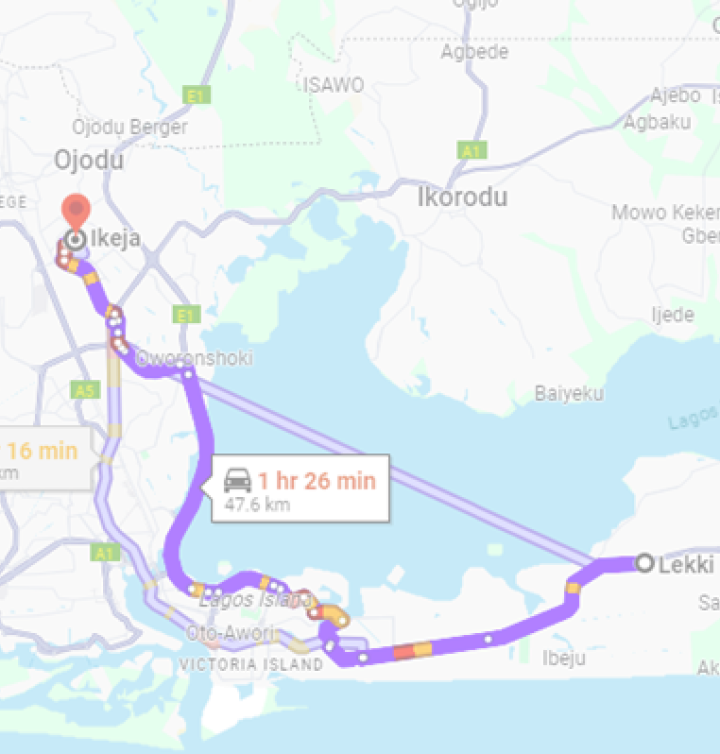 Ogijo
Agbede
ISAWO
E1
Ajebo
Agbaku
Ojodu Berger
A1
Ojodu
EGE
Ikorodu
Mowo Keker
Gber
Ikeja
E1
Ijede
Oworonshoki
A5
Baiyeku
Lagos
16 min
km
1 hr 26 min
47.6 km
A1
Lekki
Lagos Island
Sa
Oto-Awori
VICTORIA ISLAND
Ibeju
Ak